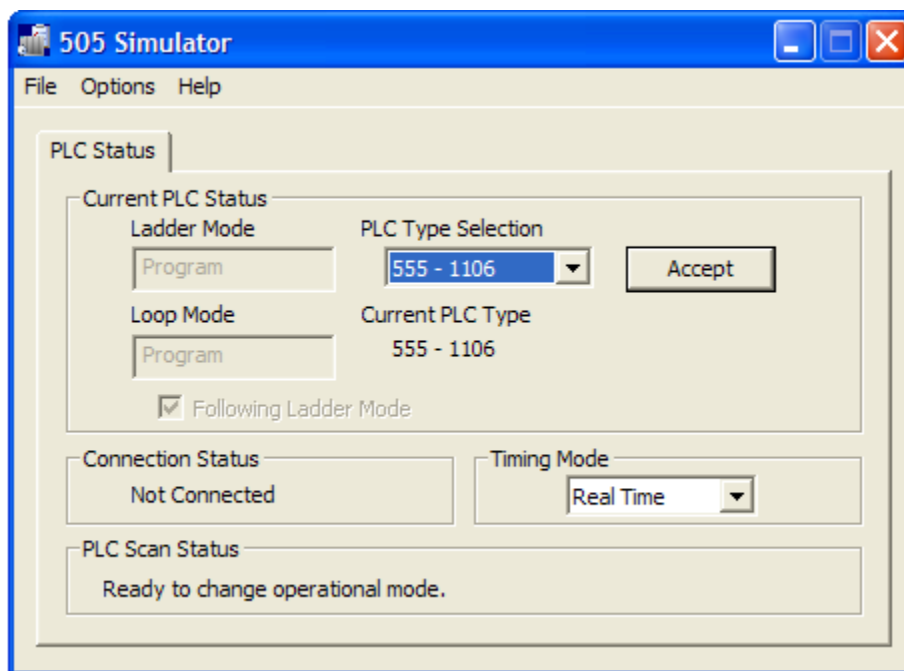 505 Simulator
File Options Help
PLC Status
Current PLC Status
Ladder Mode PLC Type Selection
Program 555 - 1106 Accept
Loop Mode Current PLC Type
Program 555 - 1106
Following Ladder Mode
Connection Status Timing Mode
Not Connected Real Time
PLC Scan Status
Ready to change operational mode.